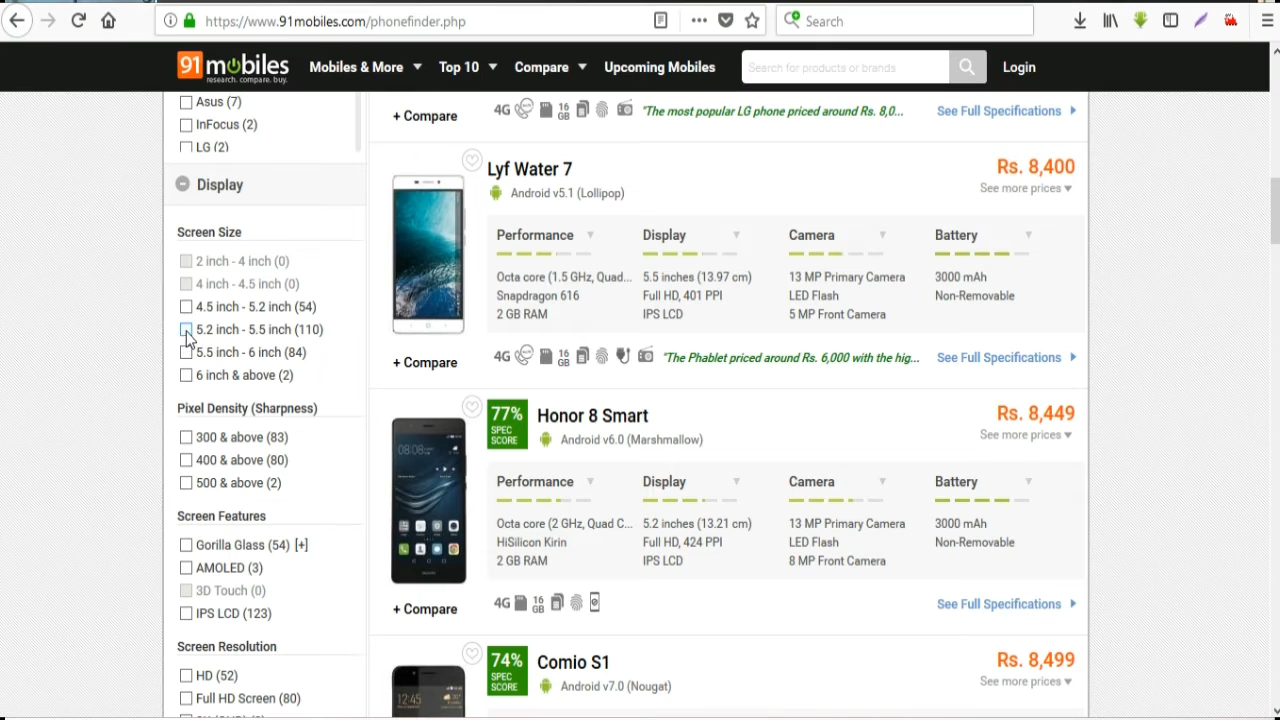 https://www.91mobiles.com/phonefinder.php
Search
91mobiles
research. compare. buy.
Mobiles & More
Top 10
Compare
Upcoming Mobiles
Search for products or brands
Login
Asus (7)
InFocus (2)
LG (2)
Display
Screen Size
2 inch - 4 inch (0)
4 inch - 4.5 inch (0)
4.5 inch - 5.2 inch (54)
5.2 inch - 5.5 inch (110)
5.5 inch - 6 inch (84)
6 inch & above (2)
Pixel Density (Sharpness)
300 & above (83)
400 & above (80)
500 & above (2)
Screen Features
Gorilla Glass (54) [+]
AMOLED (3)
3D Touch (0)
IPS LCD (123)
Screen Resolution
HD (52)
Full HD Screen (80)
+ Compare
4G
16 GB
"The most popular LG phone priced around Rs. 8,0...
See Full Specifications
Lyf Water 7
Android v5.1 (Lollipop)
Rs. 8,400
See more prices
Performance
Octa core (1.5 GHz, Quad...
Snapdragon 616
2 GB RAM
Display
5.5 inches (13.97 cm)
Full HD, 401 PPI
IPS LCD
Camera
13 MP Primary Camera
LED Flash
5 MP Front Camera
Battery
3000 mAh
Non-Removable
+ Compare
4G
16 GB
"The Phablet priced around Rs. 6,000 with the hig...
See Full Specifications
77%
SPEC
SCORE
Honor 8 Smart
Android v6.0 (Marshmallow)
Rs. 8,449
See more prices
08:08
Performance
Octa core (2 GHz, Quad C...
HiSilicon Kirin
2 GB RAM
Display
5.2 inches (13.21 cm)
Full HD, 424 PPI
IPS LCD
Camera
13 MP Primary Camera
LED Flash
8 MP Front Camera
Battery
3000 mAh
Non-Removable
+ Compare
4G
16 GB
See Full Specifications
74%
SPEC
SCORE
Comio S1
Android v7.0 (Nougat)
Rs. 8,499
See more prices
12:45